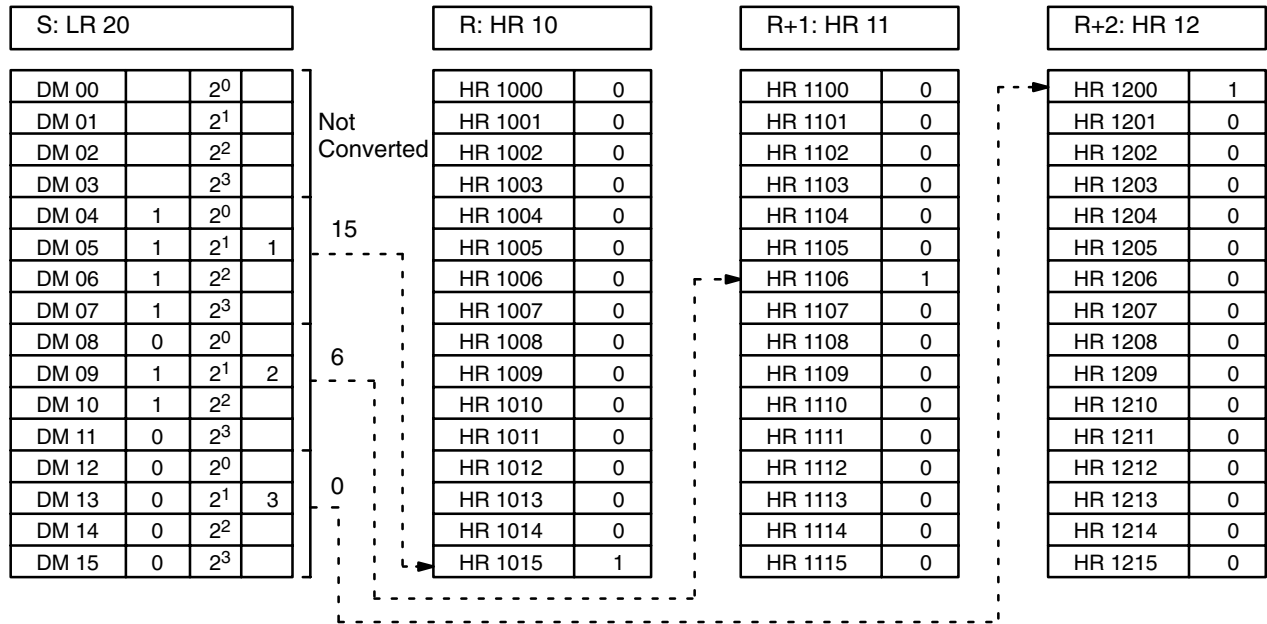 S: LR 20 R: HR 10 R+1: HR 11 R+2: HR 12
DM 00 2⁰ HR 1000 0 HR 1100 0 HR 1200 1
DM 01 2¹ Not HR 1001 0 HR 1101 0 HR 1201 0
DM 02 2² Converted HR 1002 0 HR 1102 0 HR 1202 0
DM 03 2³ HR 1003 0 HR 1103 0 HR 1203 0
DM 04 1 2⁰ 15 HR 1004 0 HR 1104 0 HR 1204 0
DM 05 1 2¹ 1 HR 1005 0 HR 1105 0 HR 1205 0
DM 06 1 2² HR 1006 0 HR 1106 1 HR 1206 0
DM 07 1 2³ HR 1007 0 HR 1107 0 HR 1207 0
DM 08 0 2⁰ 6 HR 1008 0 HR 1108 0 HR 1208 0
DM 09 1 2¹ 2 HR 1009 0 HR 1109 0 HR 1209 0
DM 10 1 2² HR 1010 0 HR 1110 0 HR 1210 0
DM 11 0 2³ HR 1011 0 HR 1111 0 HR 1211 0
DM 12 0 2⁰ 0 HR 1012 0 HR 1112 0 HR 1212 0
DM 13 0 2¹ 3 HR 1013 0 HR 1113 0 HR 1213 0
DM 14 0 2² HR 1014 0 HR 1114 0 HR 1214 0
DM 15 0 2³ HR 1015 1 HR 1115 0 HR 1215 0